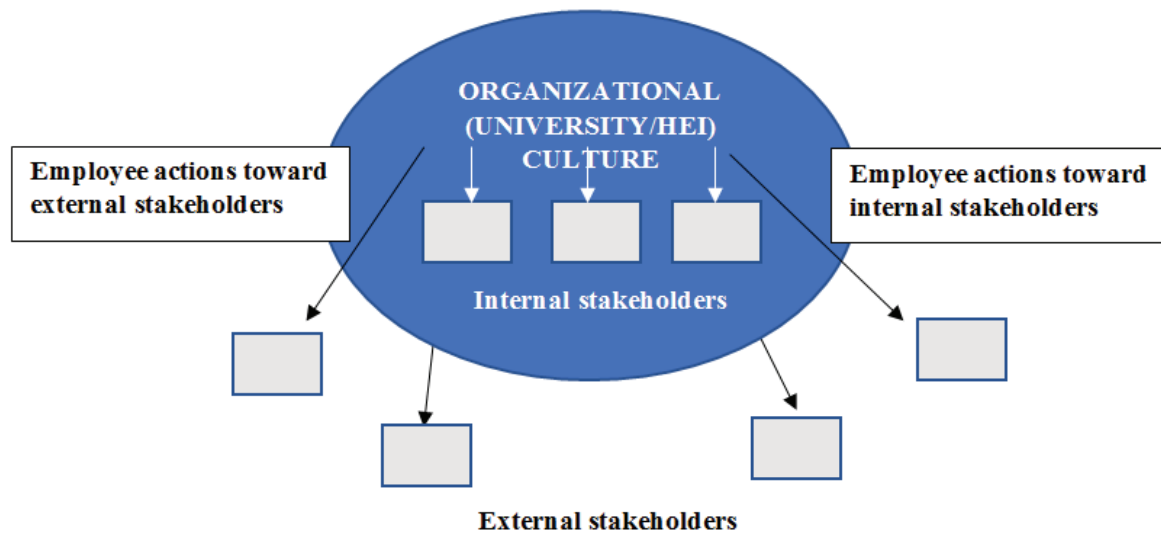 ORGANIZATIONAL
(UNIVERSITY/HEI)
CULTURE
Employee actions toward
external stakeholders
Employee actions toward
internal stakeholders
Internal stakeholders
External stakeholders